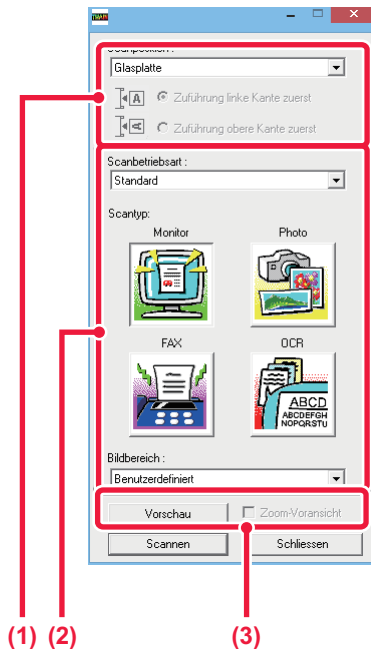 Scanposition :
Glasplatte
A
Zuführung linke Kante zuerst
A
Zuführung obere Kante zuerst
Scanbetriebsart :
Standard
Scantyp:
Monitor
Photo
FAX
OCR
ABCD
ABCDEFGH
NOPQRSTU
Bildbereich :
Benutzerdefiniert
Vorschau
Zoom-Voransicht
Scannen
Schliessen
(1) (2) (3)